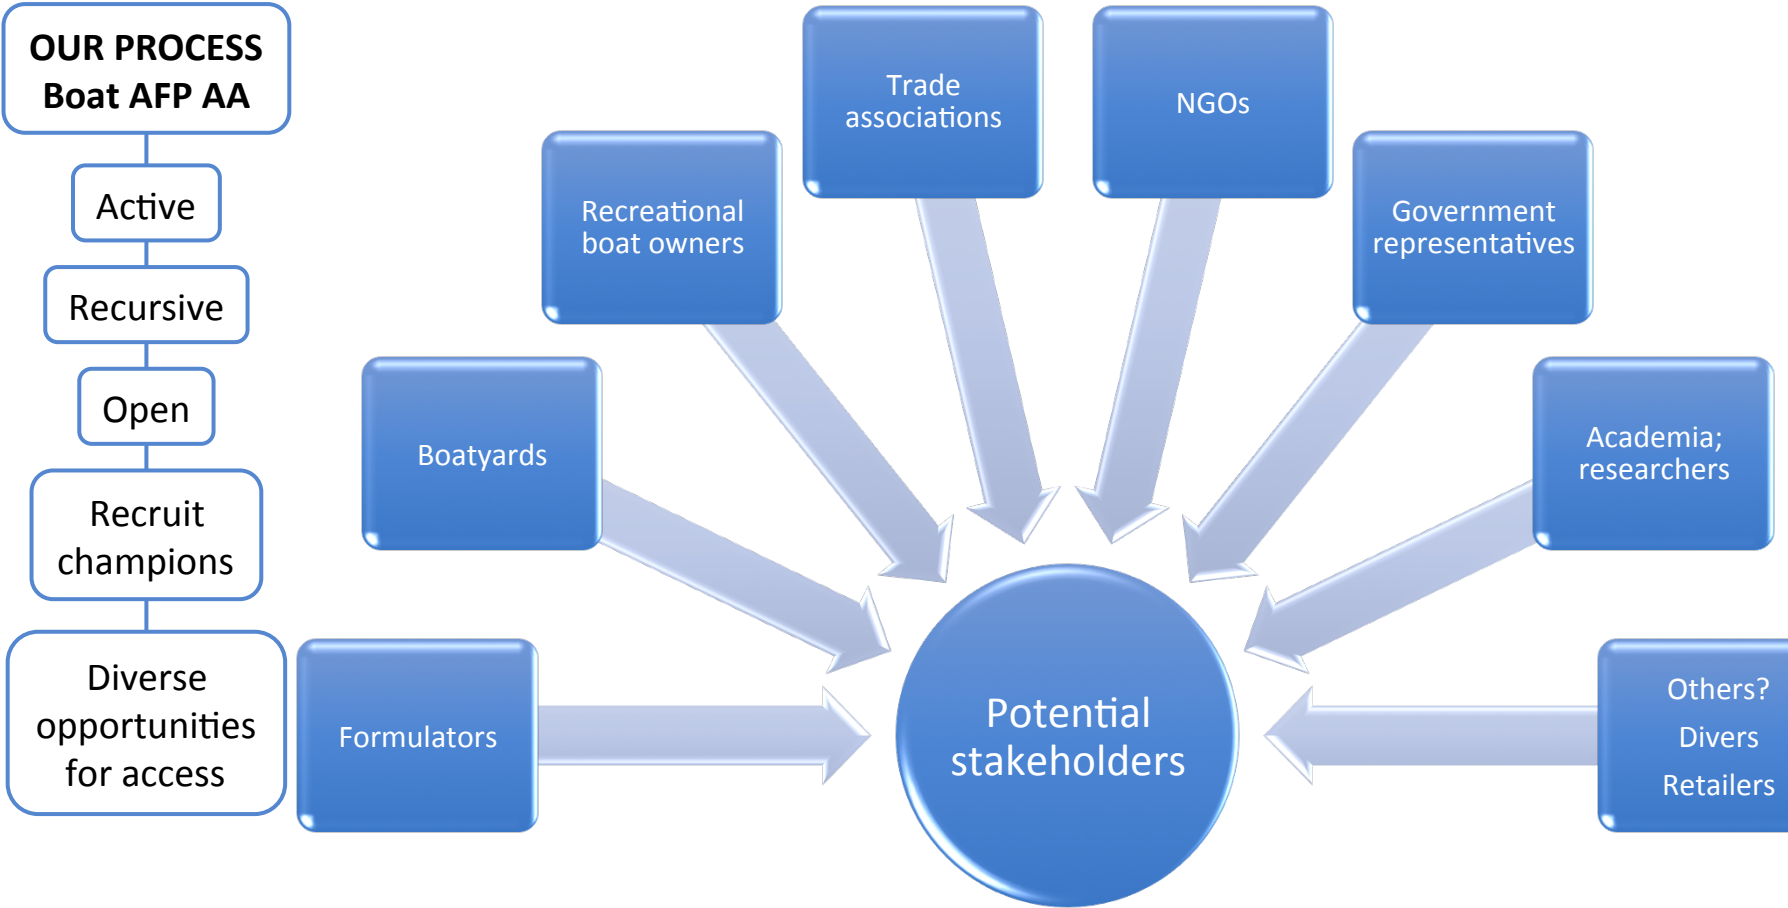 OUR PROCESS
Boat AFP AA
Active
Recursive
Open
Recruit
champions
Diverse
opportunities
for access
Formulators
Boatyards
Recreational
boat owners
Trade
associations
NGOs
Government
representatives
Academia;
researchers
Others?
Divers
Retailers
Potential
stakeholders